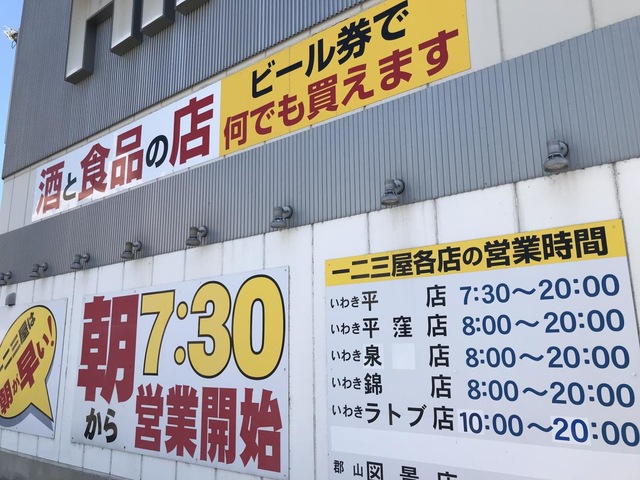 ビール券で
何でも買えます
酒と食品の店
一二三屋は
朝が早い!
朝7:30
から営業開始
一二三屋各店の営業時間
いわき平店 7:30〜20:00
いわき平窪店 8:00〜20:00
いわき泉店 8:00〜20:00
いわき錦店 8:00〜20:00
いわきラトブ店 10:00〜20:00
郡山図景店